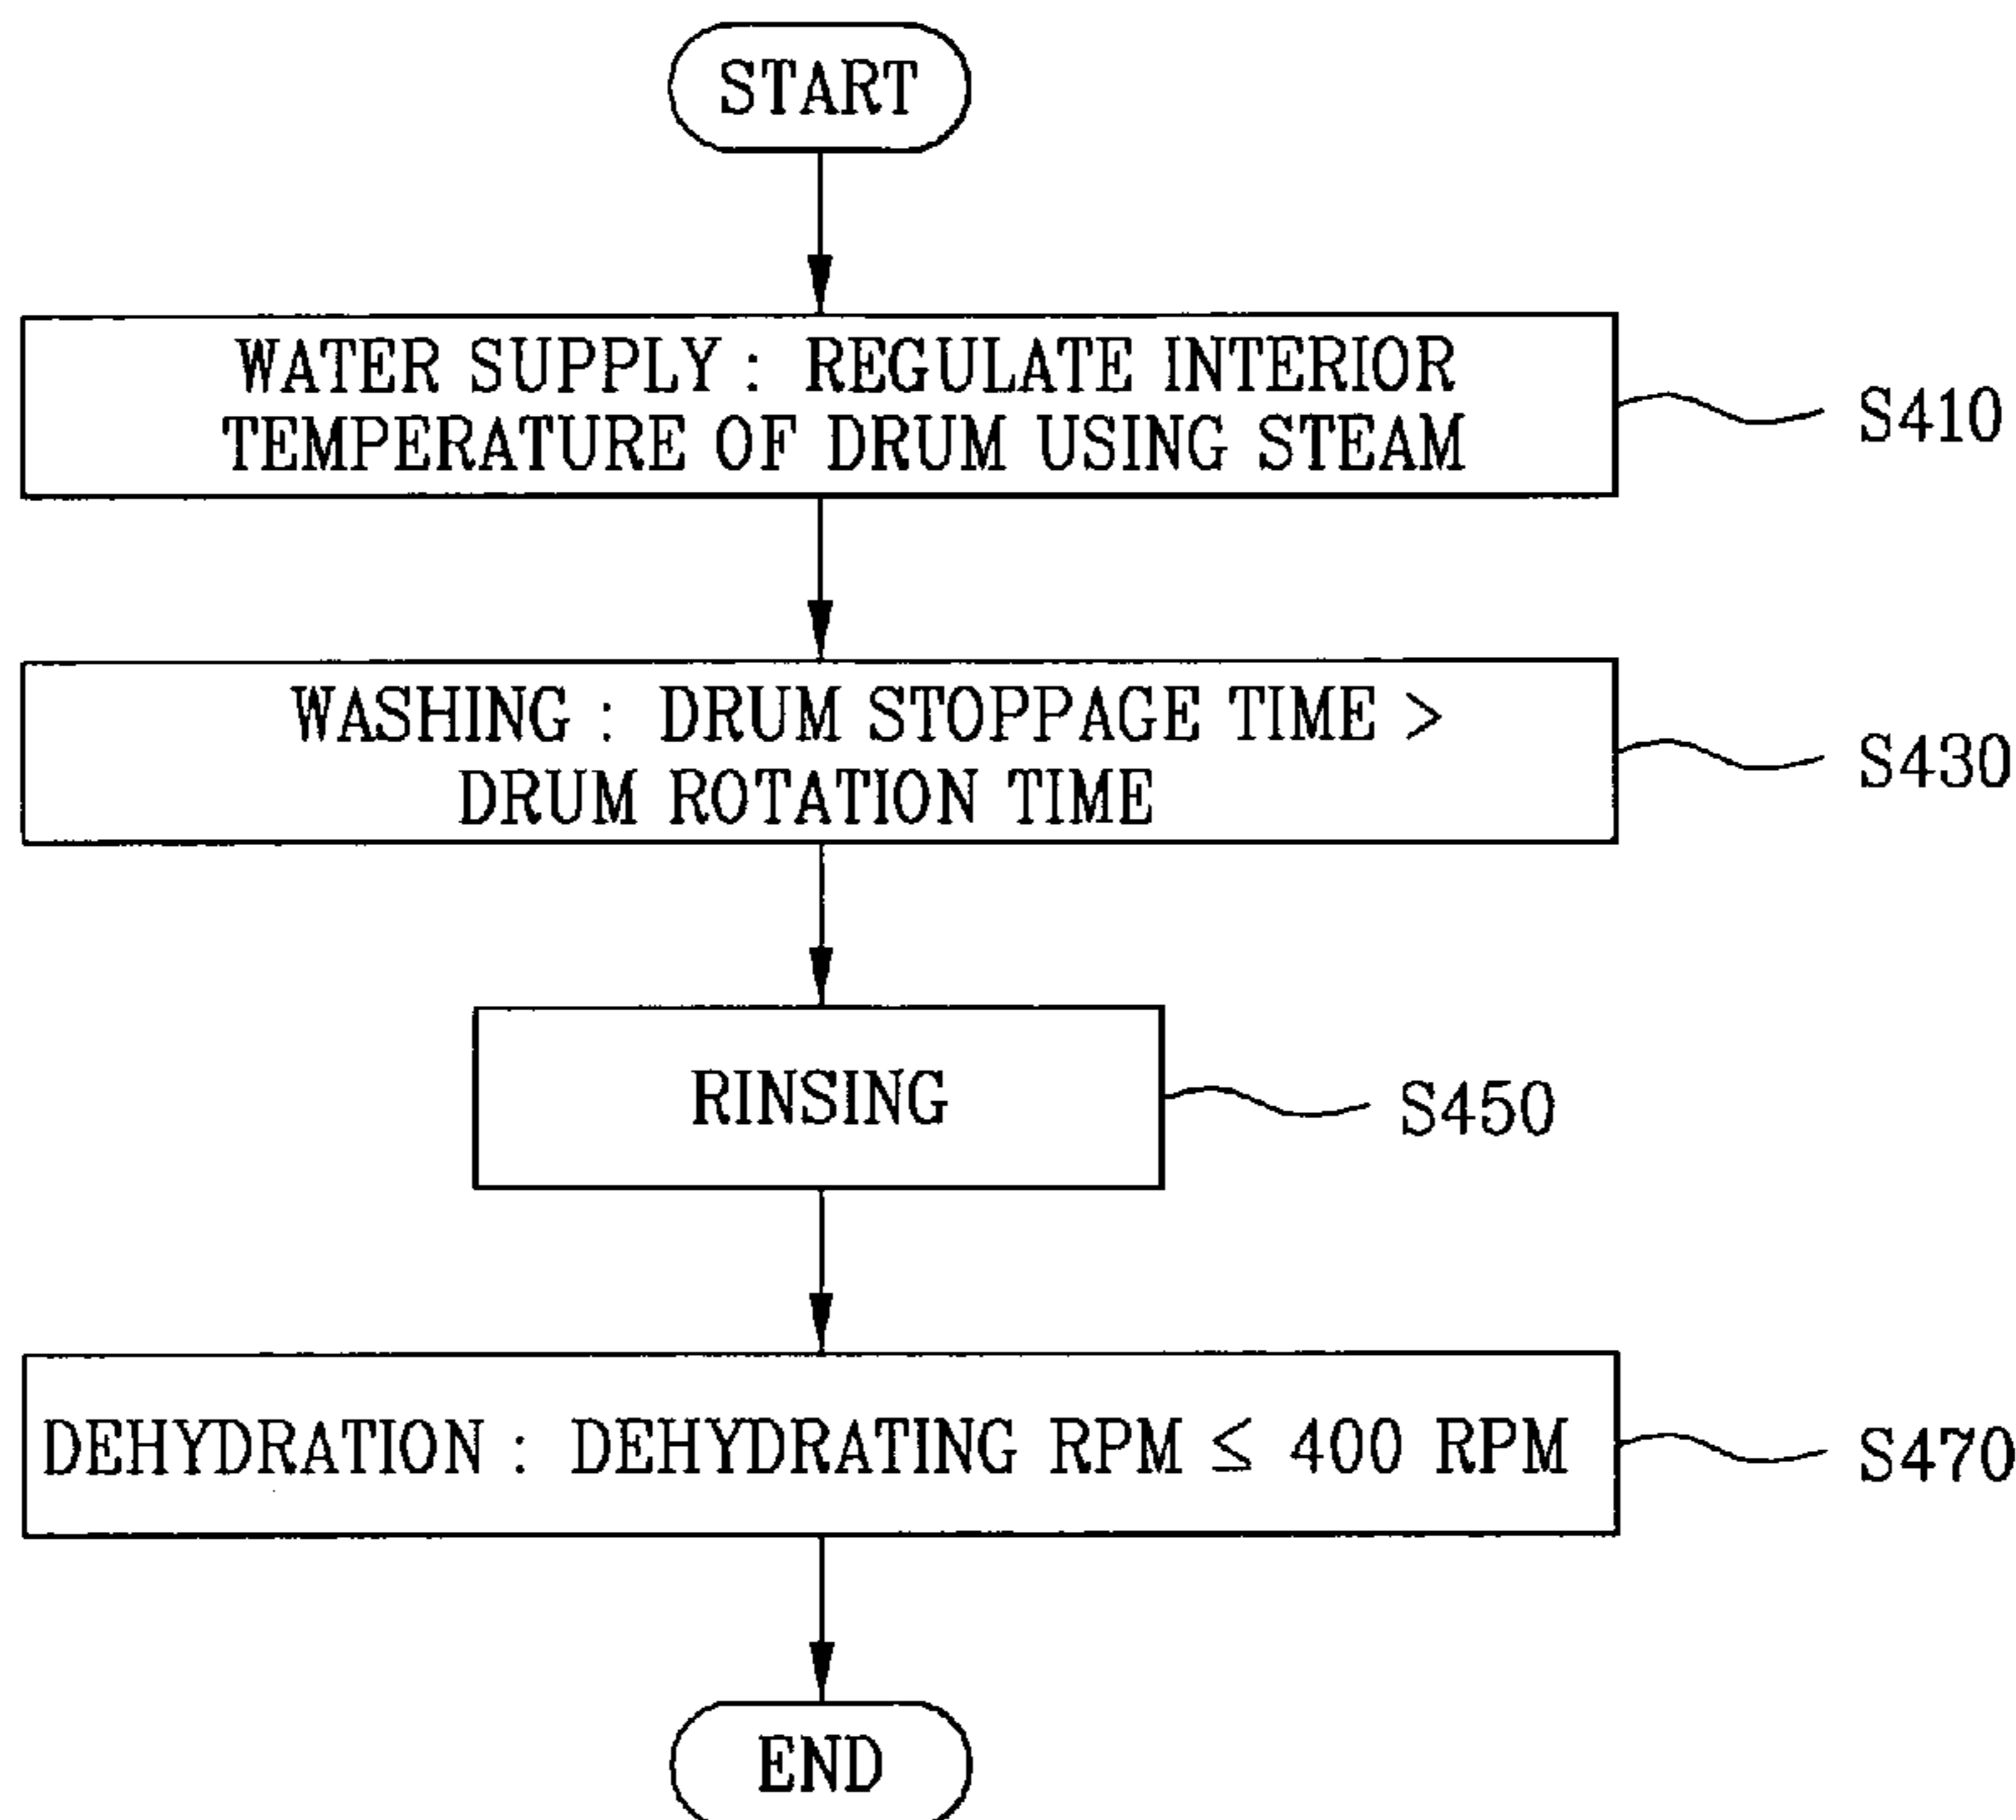 START
WATER SUPPLY : REGULATE INTERIOR
TEMPERATURE OF DRUM USING STEAM
S410
WASHING : DRUM STOPPAGE TIME >
DRUM ROTATION TIME
S430
RINSING
S450
DEHYDRATION : DEHYDRATING RPM ≤ 400 RPM
S470
END